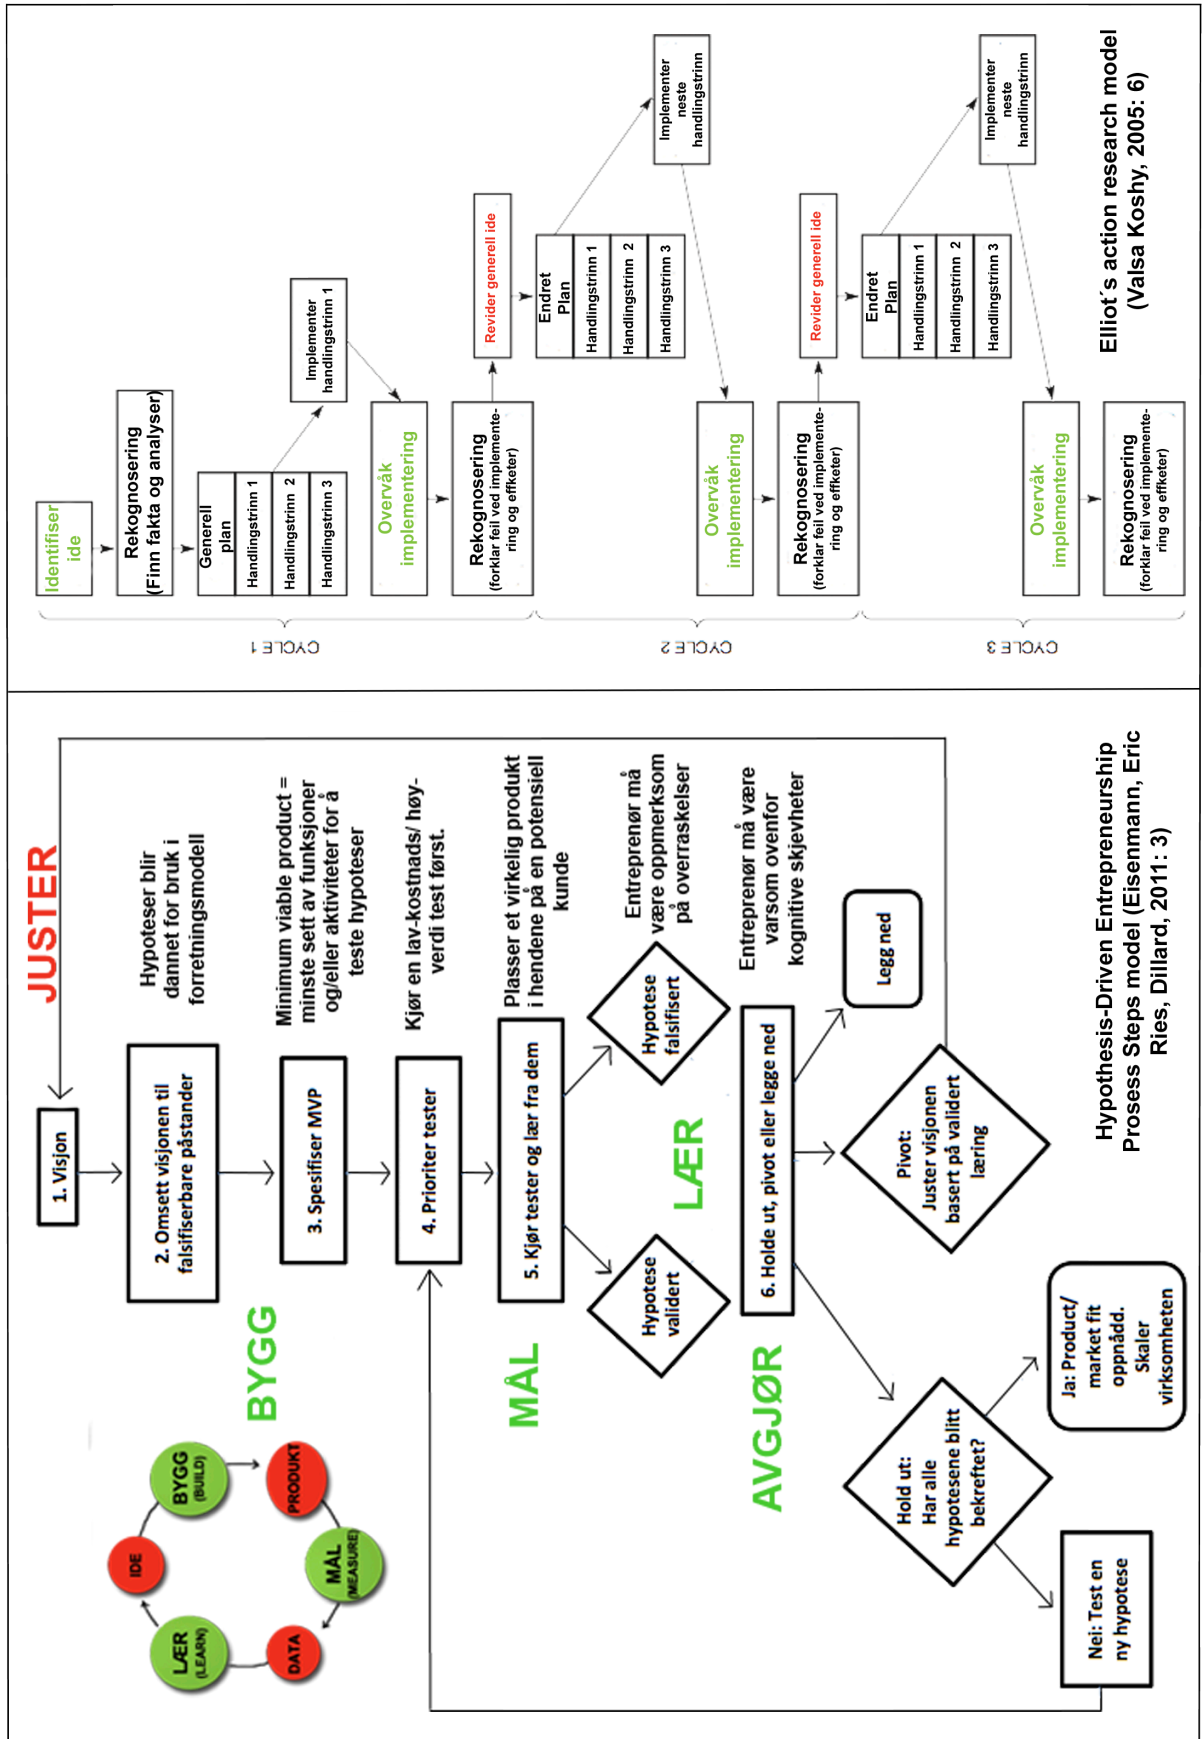 JUSTER
1. Visjon
2. Omsett visjonen til
falsifiserbare påstander
Hypoteser blir
dannet for bruk i
forretningsmodell
BYGG
3. Spesifiser MVP
Minimum viable product =
minste sett av funksjoner
og/eller aktiviteter for å
teste hypoteser
4. Prioriter tester
Kjør en lav-kostnads/ høy-
verdi test først.
MÅL
5. Kjør tester og lær fra dem
Plasser et virkelig produkt
i hendene på en potensiell
kunde
Hypotese
validert
Hypotese
falsifisert
Entreprenør må
være oppmerksom
på overraskelser
LÆR
AVGJØR
6. Holde ut, pivot eller legge ned
Entreprenør må være
varsom ovenfor
kognitive skjevheter
Hold ut:
Har alle
hypotesene blitt
bekreftet?
Pivot:
Juster visjonen
basert på validert
læring
Legg ned
Nei: Test en
ny hypotese
Ja: Product/
market fit
oppnådd.
Skaler
virksomheten
IDE
BYGG
(BUILD)
PRODUKT
MÅL
(MEASURE)
DATA
LÆR
(LEARN)
Hypothesis-Driven Entrepreneurship
Prosess Steps model (Eisenmann, Eric
Ries, Dillard, 2011: 3)
CYCLE 1
Identifiser
ide
Rekognosering
(Finn fakta og analyser)
Generell
plan
Handlingstrinn 1
Handlingstrinn 2
Handlingstrinn 3
Implementer
handlingstrinn 1
Overvåk
implementering
Rekognosering
(forklar feil ved implemente-
ring og effketer)
CYCLE 2
Revider generell ide
Endret
Plan
Handlingstrinn 1
Handlingstrinn 2
Handlingstrinn 3
Implementer
neste
handlingstrinn
Overvåk
implementering
Rekognosering
(forklar feil ved implemente-
ring og effketer)
CYCLE 3
Revider generell ide
Endret
Plan
Handlingstrinn 1
Handlingstrinn 2
Handlingstrinn 3
Implementer
neste
handlingstrinn
Overvåk
implementering
Rekognosering
(forklar feil ved implemente-
ring og effketer)
Elliot´s action research model
(Valsa Koshy, 2005: 6)